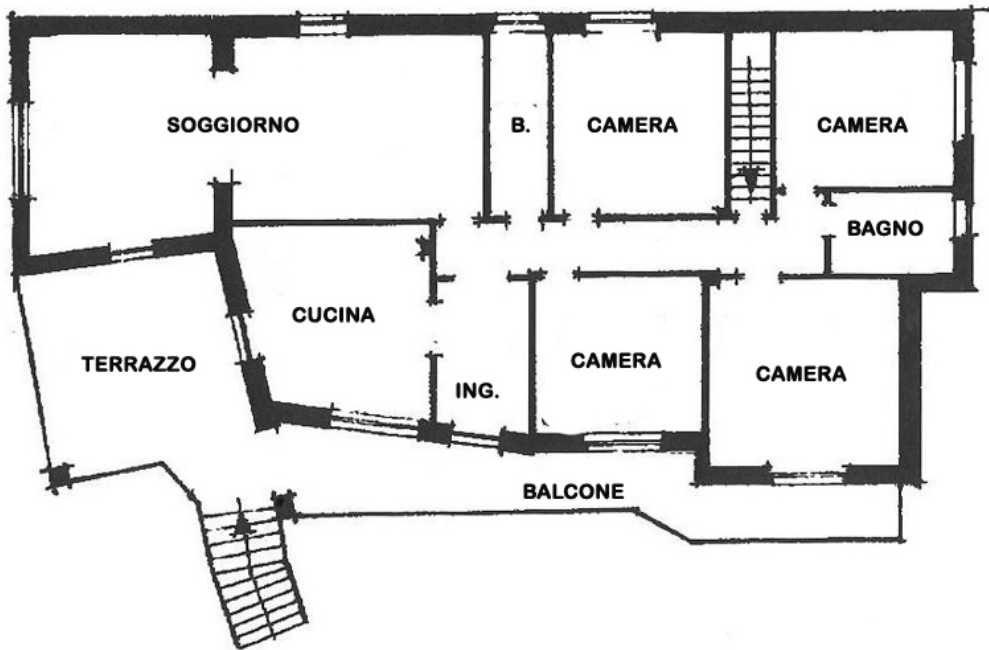 SOGGIORNO
B.
CAMERA
CAMERA
BAGNO
CUCINA
TERRAZZO
ING.
CAMERA
CAMERA
BALCONE